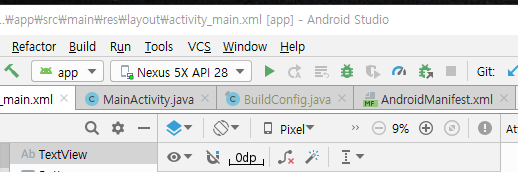 ..₩app₩src₩main₩res₩layout₩activity_main.xml [app] - Android Studio
Refactor Build Run Tools VCS Window Help
app Nexus 5X API 28 Git:
_main.xml MainActivity.java BuildConfig.java AndroidManifest.xml
Pixel 9%
Ab TextView 0dp